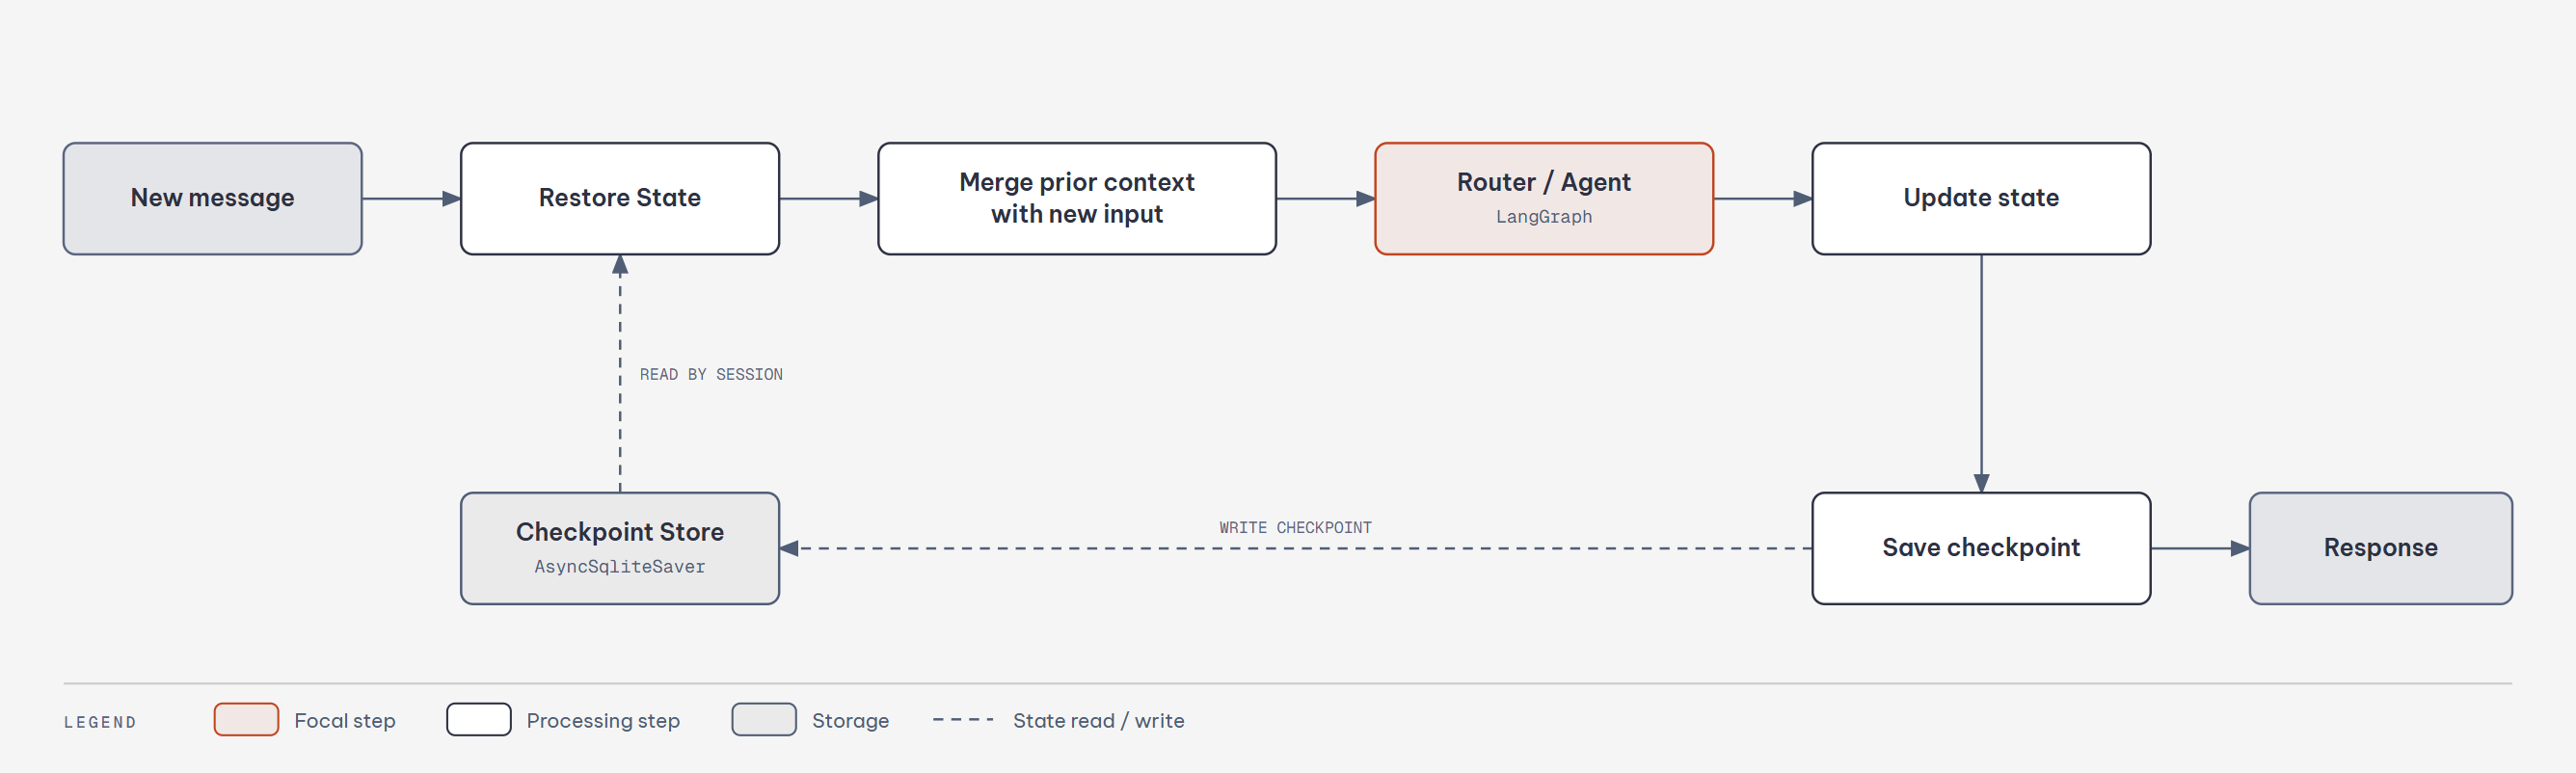 New message
Restore State
Merge prior context
with new input
Router / Agent
LangGraph
Update state
READ BY SESSION
Checkpoint Store
AsyncSqliteSaver
WRITE CHECKPOINT
Save checkpoint
Response
LEGEND
Focal step
Processing step
Storage
State read / write